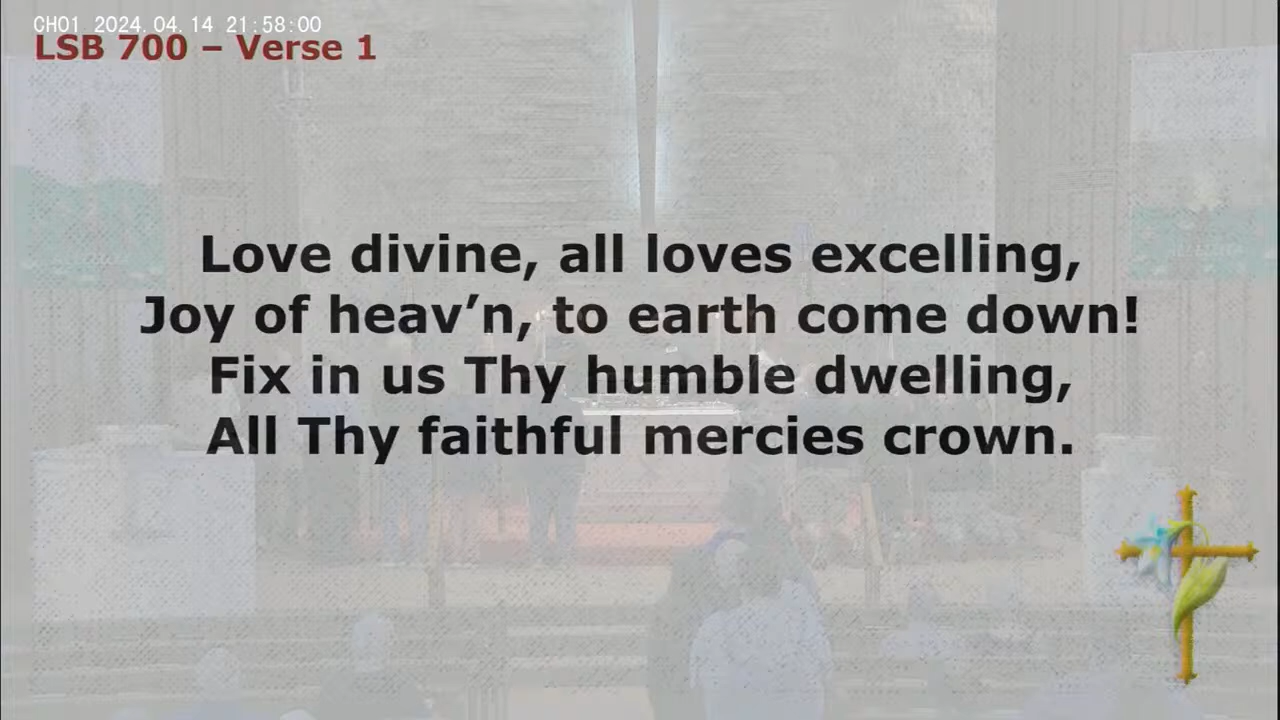 CH01 2024.04.14 21:58:00
LSB 700 – Verse 1
Love divine, all loves excelling,
Joy of heav’n, to earth come down!
Fix in us Thy humble dwelling,
All Thy faithful mercies crown.